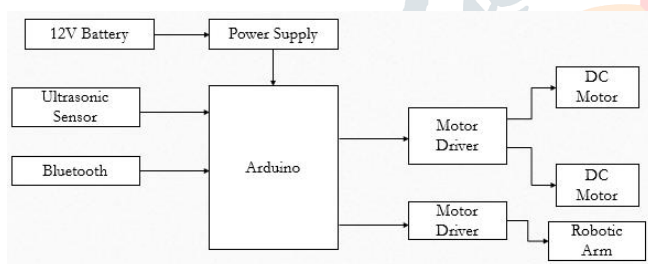 12V Battery
Power Supply
Ultrasonic
Sensor
Bluetooth
Arduino
Motor
Driver
Motor
Driver
DC
Motor
DC
Motor
Robotic
Arm